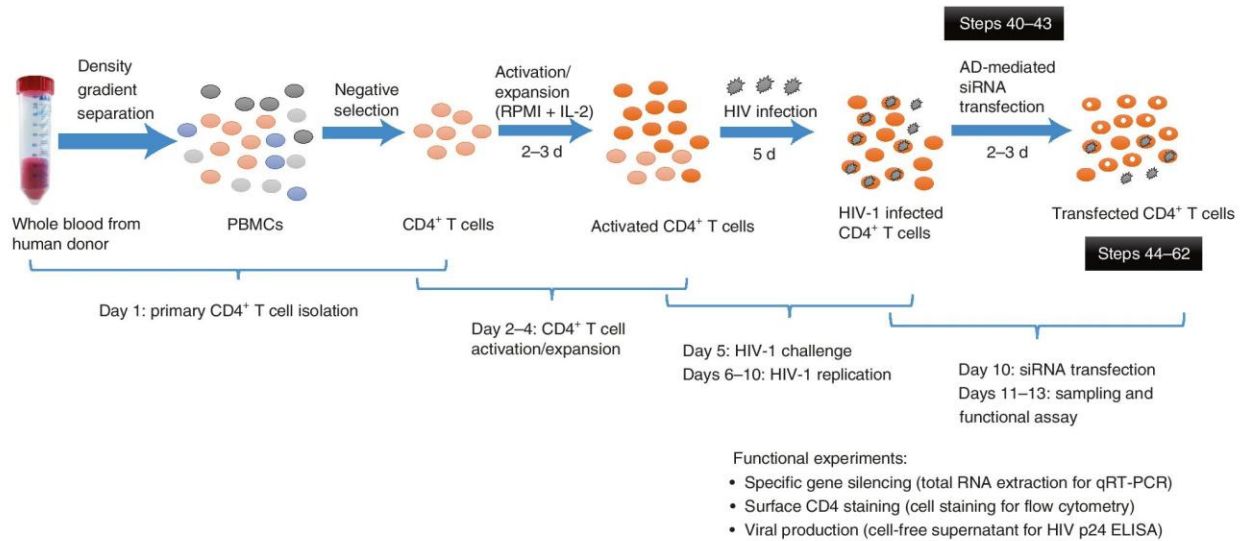 Steps 40–43
Density
gradient
separation
Negative
selection
Activation/
expansion
(RPMI + IL-2)
2–3 d
HIV infection
5 d
AD-mediated
siRNA
transfection
2–3 d
Whole blood from
human donor
PBMCs
CD4⁺ T cells
Activated CD4⁺ T cells
HIV-1 infected
CD4⁺ T cells
Transfected CD4⁺ T cells
Steps 44–62
Day 1: primary CD4⁺ T cell isolation
Day 2–4: CD4⁺ T cell
activation/expansion
Day 5: HIV-1 challenge
Days 6–10: HIV-1 replication
Day 10: siRNA transfection
Days 11–13: sampling and
functional assay
Functional experiments:
• Specific gene silencing (total RNA extraction for qRT-PCR)
• Surface CD4 staining (cell staining for flow cytometry)
• Viral production (cell-free supernatant for HIV p24 ELISA)